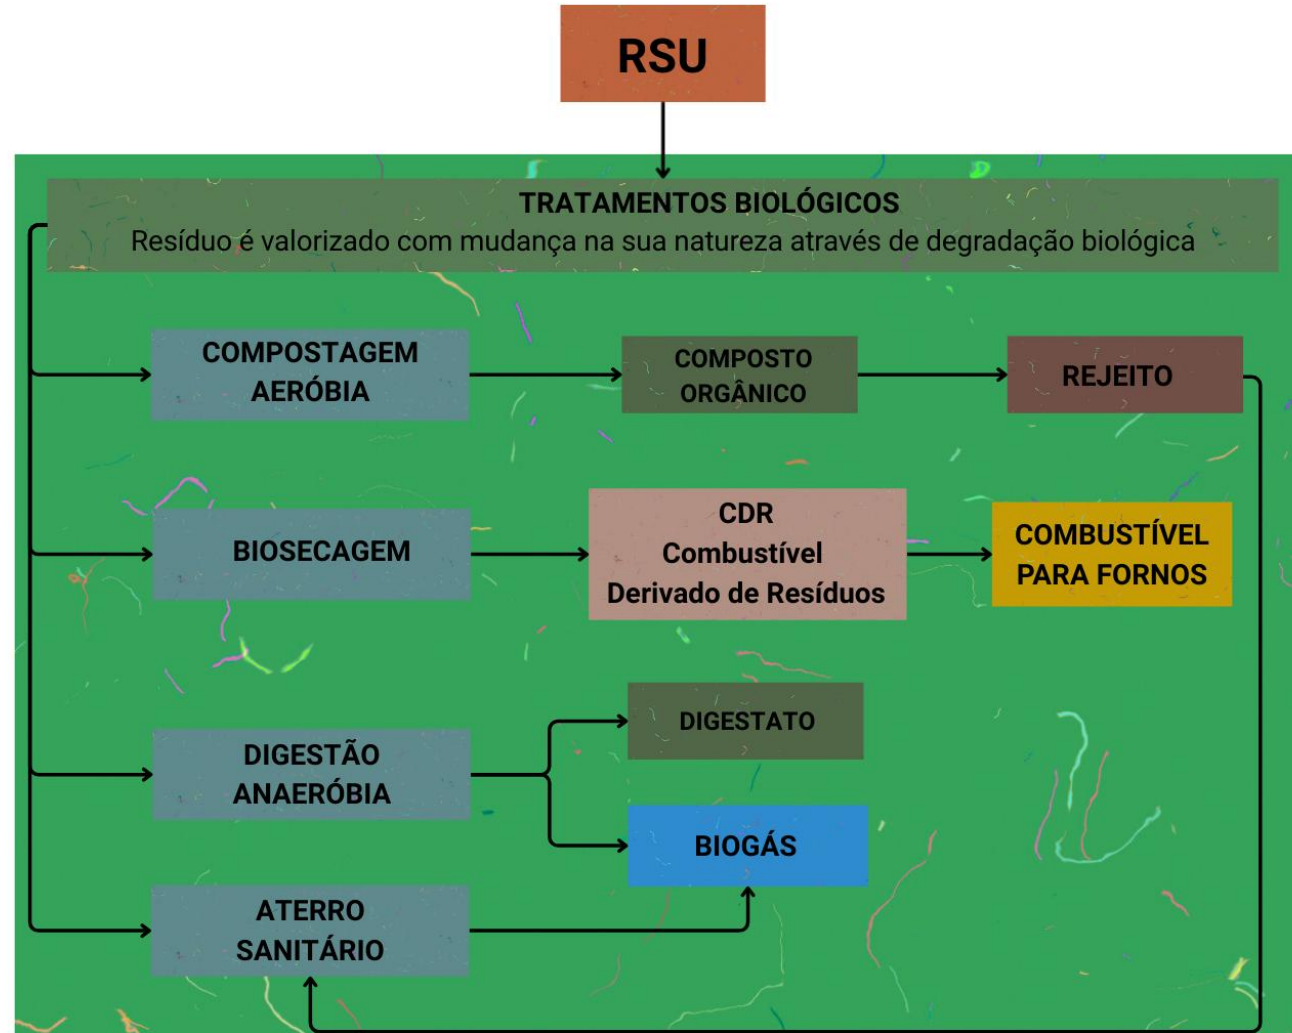 RSU
TRATAMENTOS BIOLÓGICOS
Resíduo é valorizado com mudança na sua natureza através de degradação biológica
COMPOSTAGEM
AERÓBIA
COMPOSTO
ORGÂNICO
REJEITO
BIOSECAGEM
CDR
Combustível
Derivado de Resíduos
COMBUSTÍVEL
PARA FORNOS
DIGESTÃO
ANAERÓBIA
DIGESTATO
BIOGÁS
ATERRO
SANITÁRIO